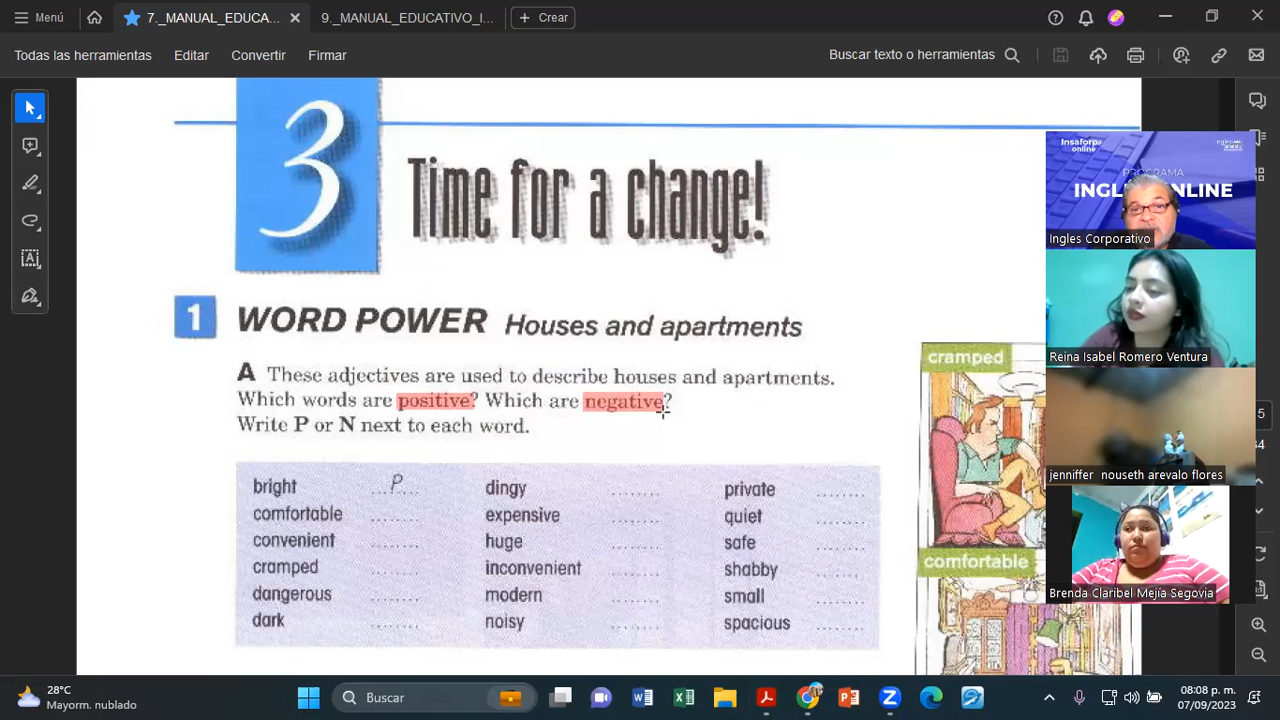 Menú
7._MANUAL_EDUCA...
9._MANUAL_EDUCATIVO_I...
Crear
Todas las herramientas
Editar
Convertir
Firmar
Buscar texto o herramientas
3
Time for a change!
1 WORD POWER Houses and apartments
A These adjectives are used to describe houses and apartments.
Which words are positive? Which are negative?
Write P or N next to each word.
bright P dingy private
comfortable expensive quiet
convenient huge safe
cramped inconvenient shabby
dangerous modern small
dark noisy spacious
cramped
comfortable
Insaforp
online
PROGRAMA
Ingles Corporativo
Reina Isabel Romero Ventura
jenniffer nouseth arevalo flores
Brenda Claribel Mejía Segovia
28°C
Mayorm. nublado
Buscar
08:08 p. m.
07/09/2023